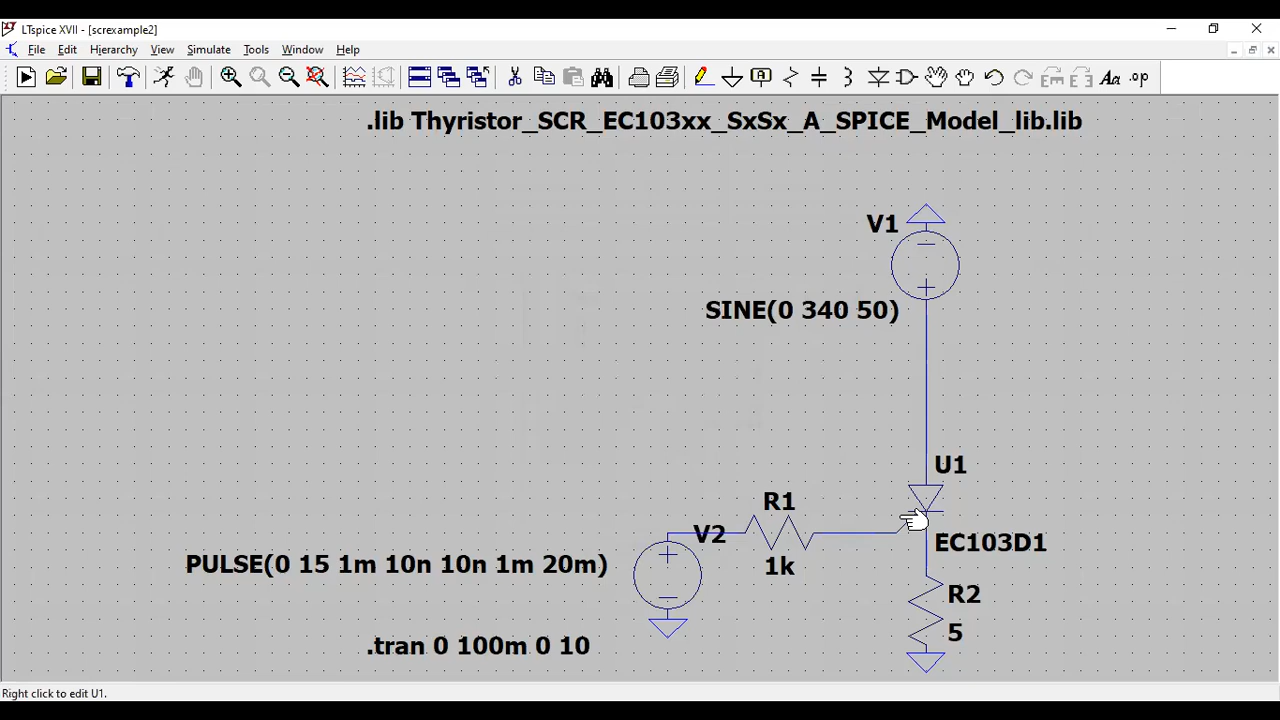 LTspice XVII - [screxample2]
File Edit Hierarchy View Simulate Tools Window Help
A Aa .op
.lib Thyristor_SCR_EC103xx_SxSx_A_SPICE_Model_lib.lib
V1
SINE(0 340 50)
U1
R1
V2
EC103D1
PULSE(0 15 1m 10n 10n 1m 20m)
1k
R2
5
.tran 0 100m 0 10
Right click to edit U1.